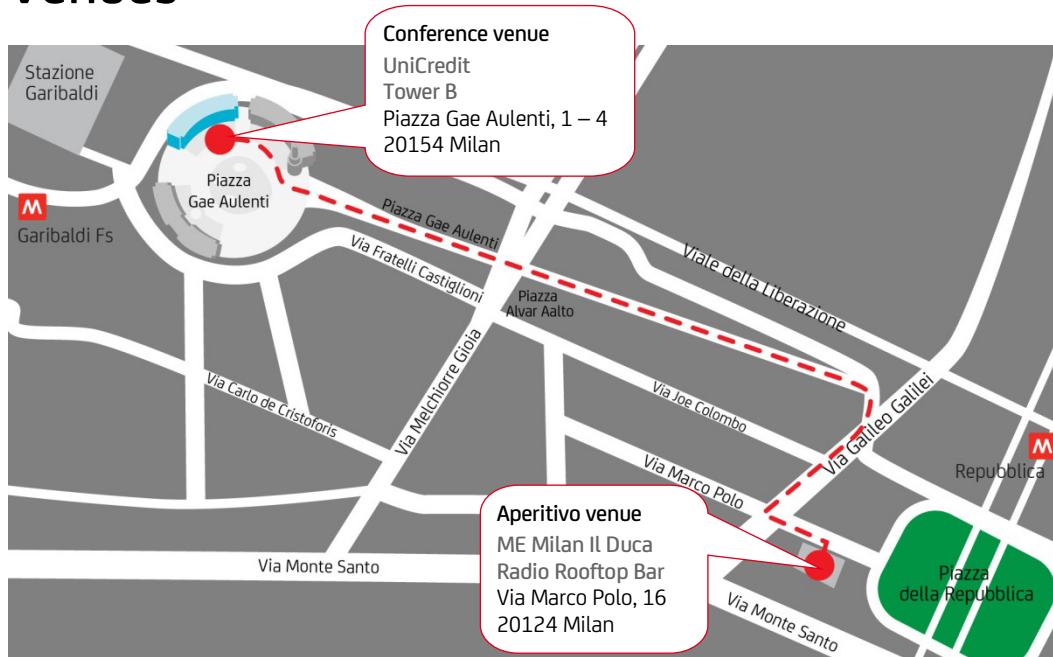 Venues
Conference venue
UniCredit
Tower B
Piazza Gae Aulenti, 1 – 4
20154 Milan
Stazione
Garibaldi
Piazza
Gae Aulenti
M
Garibaldi Fs
Piazza Gae Aulenti
Via Fratelli Castiglioni
Piazza
Alvar Aalto
Viale della Liberazione
Via Melchiorre Gioia
Via Carlo de Cristoforis
Via Joe Colombo
Via Galileo Galilei
M
Repubblica
Via Marco Polo
Aperitivo venue
ME Milan Il Duca
Radio Rooftop Bar
Via Marco Polo, 16
20124 Milan
Via Monte Santo
Piazza
della Repubblica
Via Monte Santo